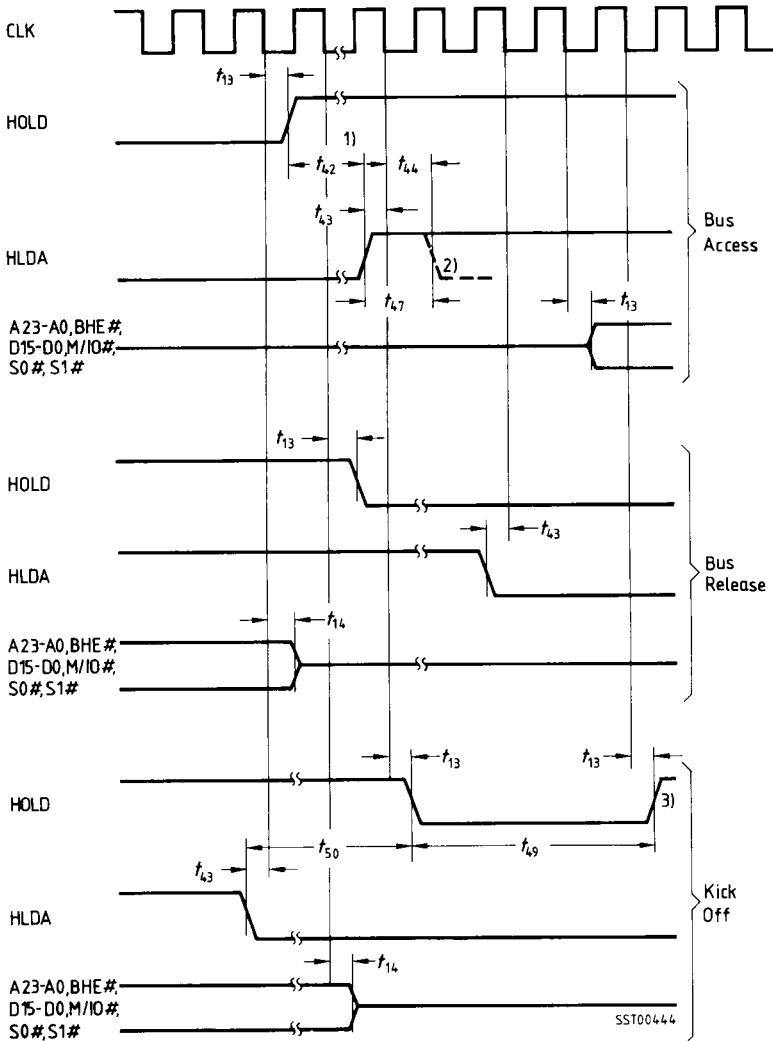 CLK
t13
HOLD
1)
t42
t44
t43
HLDA
2)
t47
Bus
Access
t13
A23-A0,BHE#,
D15-D0,M/IO#,
S0#,S1#
t13
HOLD
t43
HLDA
Bus
Release
t14
A23-A0,BHE#,
D15-D0,M/IO#,
S0#,S1#
t13
t13
HOLD
3)
t50
t49
t43
HLDA
Kick
Off
t14
A23-A0,BHE#,
D15-D0,M/IO#,
S0#,S1#
SST00444